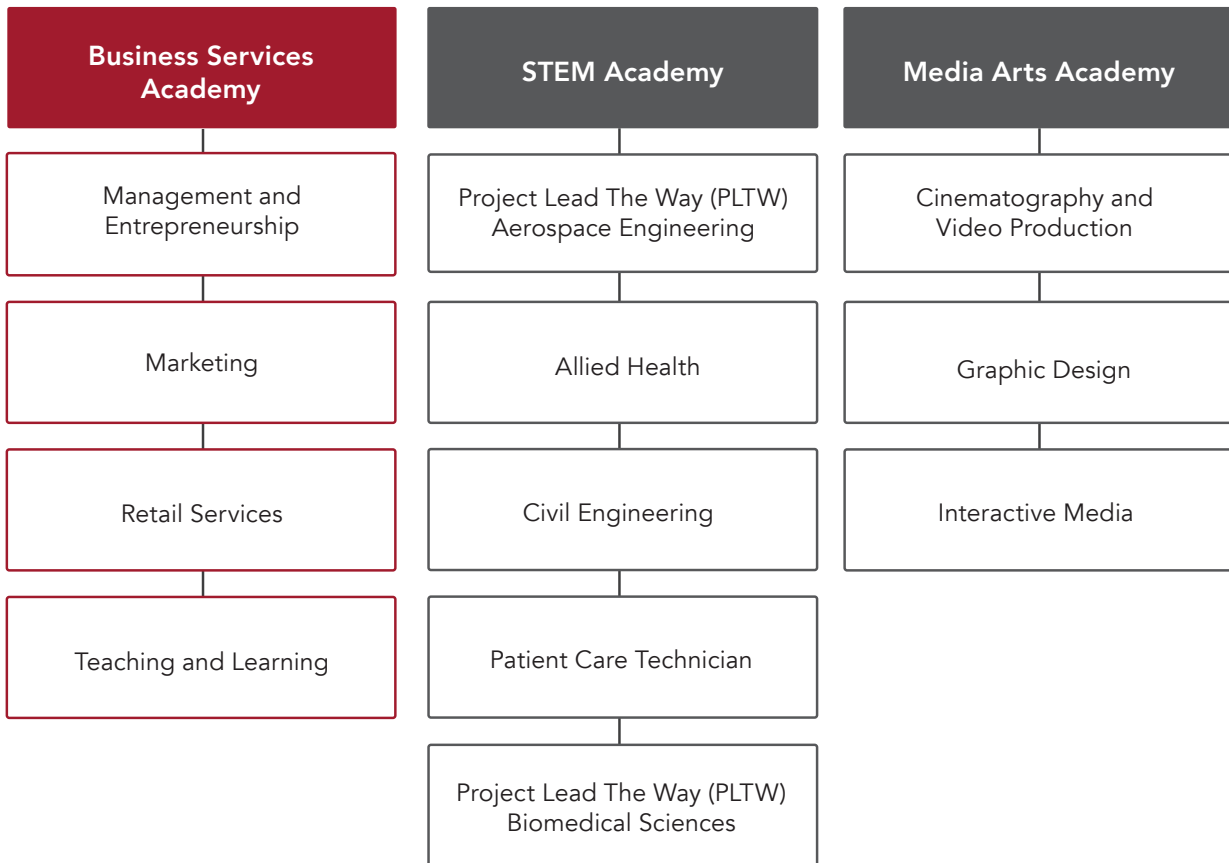 Business Services
Academy
Management and
Entrepreneurship
Marketing
Retail Services
Teaching and Learning
STEM Academy
Project Lead The Way (PLTW)
Aerospace Engineering
Allied Health
Civil Engineering
Patient Care Technician
Project Lead The Way (PLTW)
Biomedical Sciences
Media Arts Academy
Cinematography and
Video Production
Graphic Design
Interactive Media